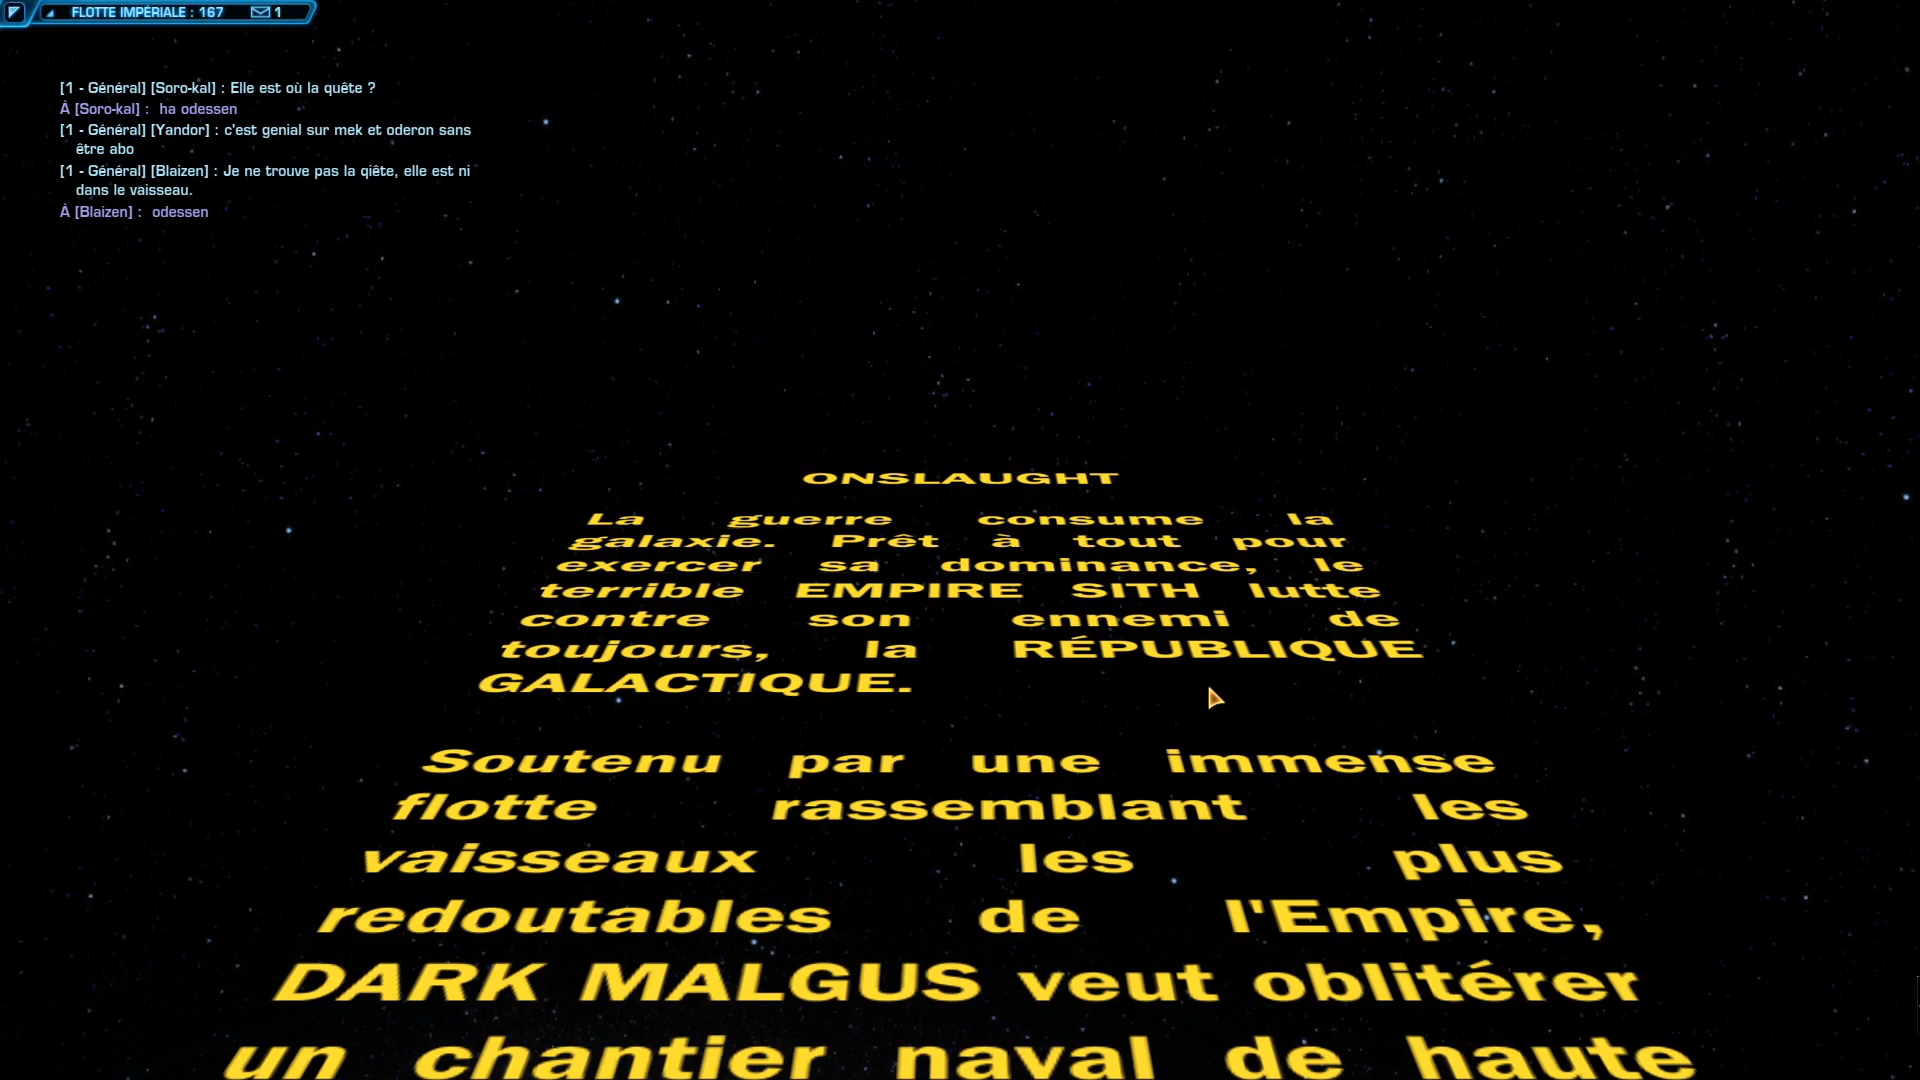 FLOTTE IMPÉRIALE : 167 1
[1 - Général] [Soro-kal] : Elle est où la quête ?
À [Soro-kal] : ha odessen
[1 - Général] [Yandor] : c'est genial sur mek et oderon sans
être abo
[1 - Général] [Blaizen] : Je ne trouve pas la qiête, elle est ni
dans le vaisseau.
À [Blaizen] : odessen
ONSLAUGHT
La guerre consume la
galaxie. Prêt à tout pour
exercer sa dominance, le
terrible EMPIRE SITH lutte
contre son ennemi de
toujours, la RÉPUBLIQUE
GALACTIQUE.
Soutenu par une immense
flotte rassemblant les
vaisseaux les plus
redoutables de l'Empire,
DARK MALGUS veut oblitérer
un chantier naval de haute